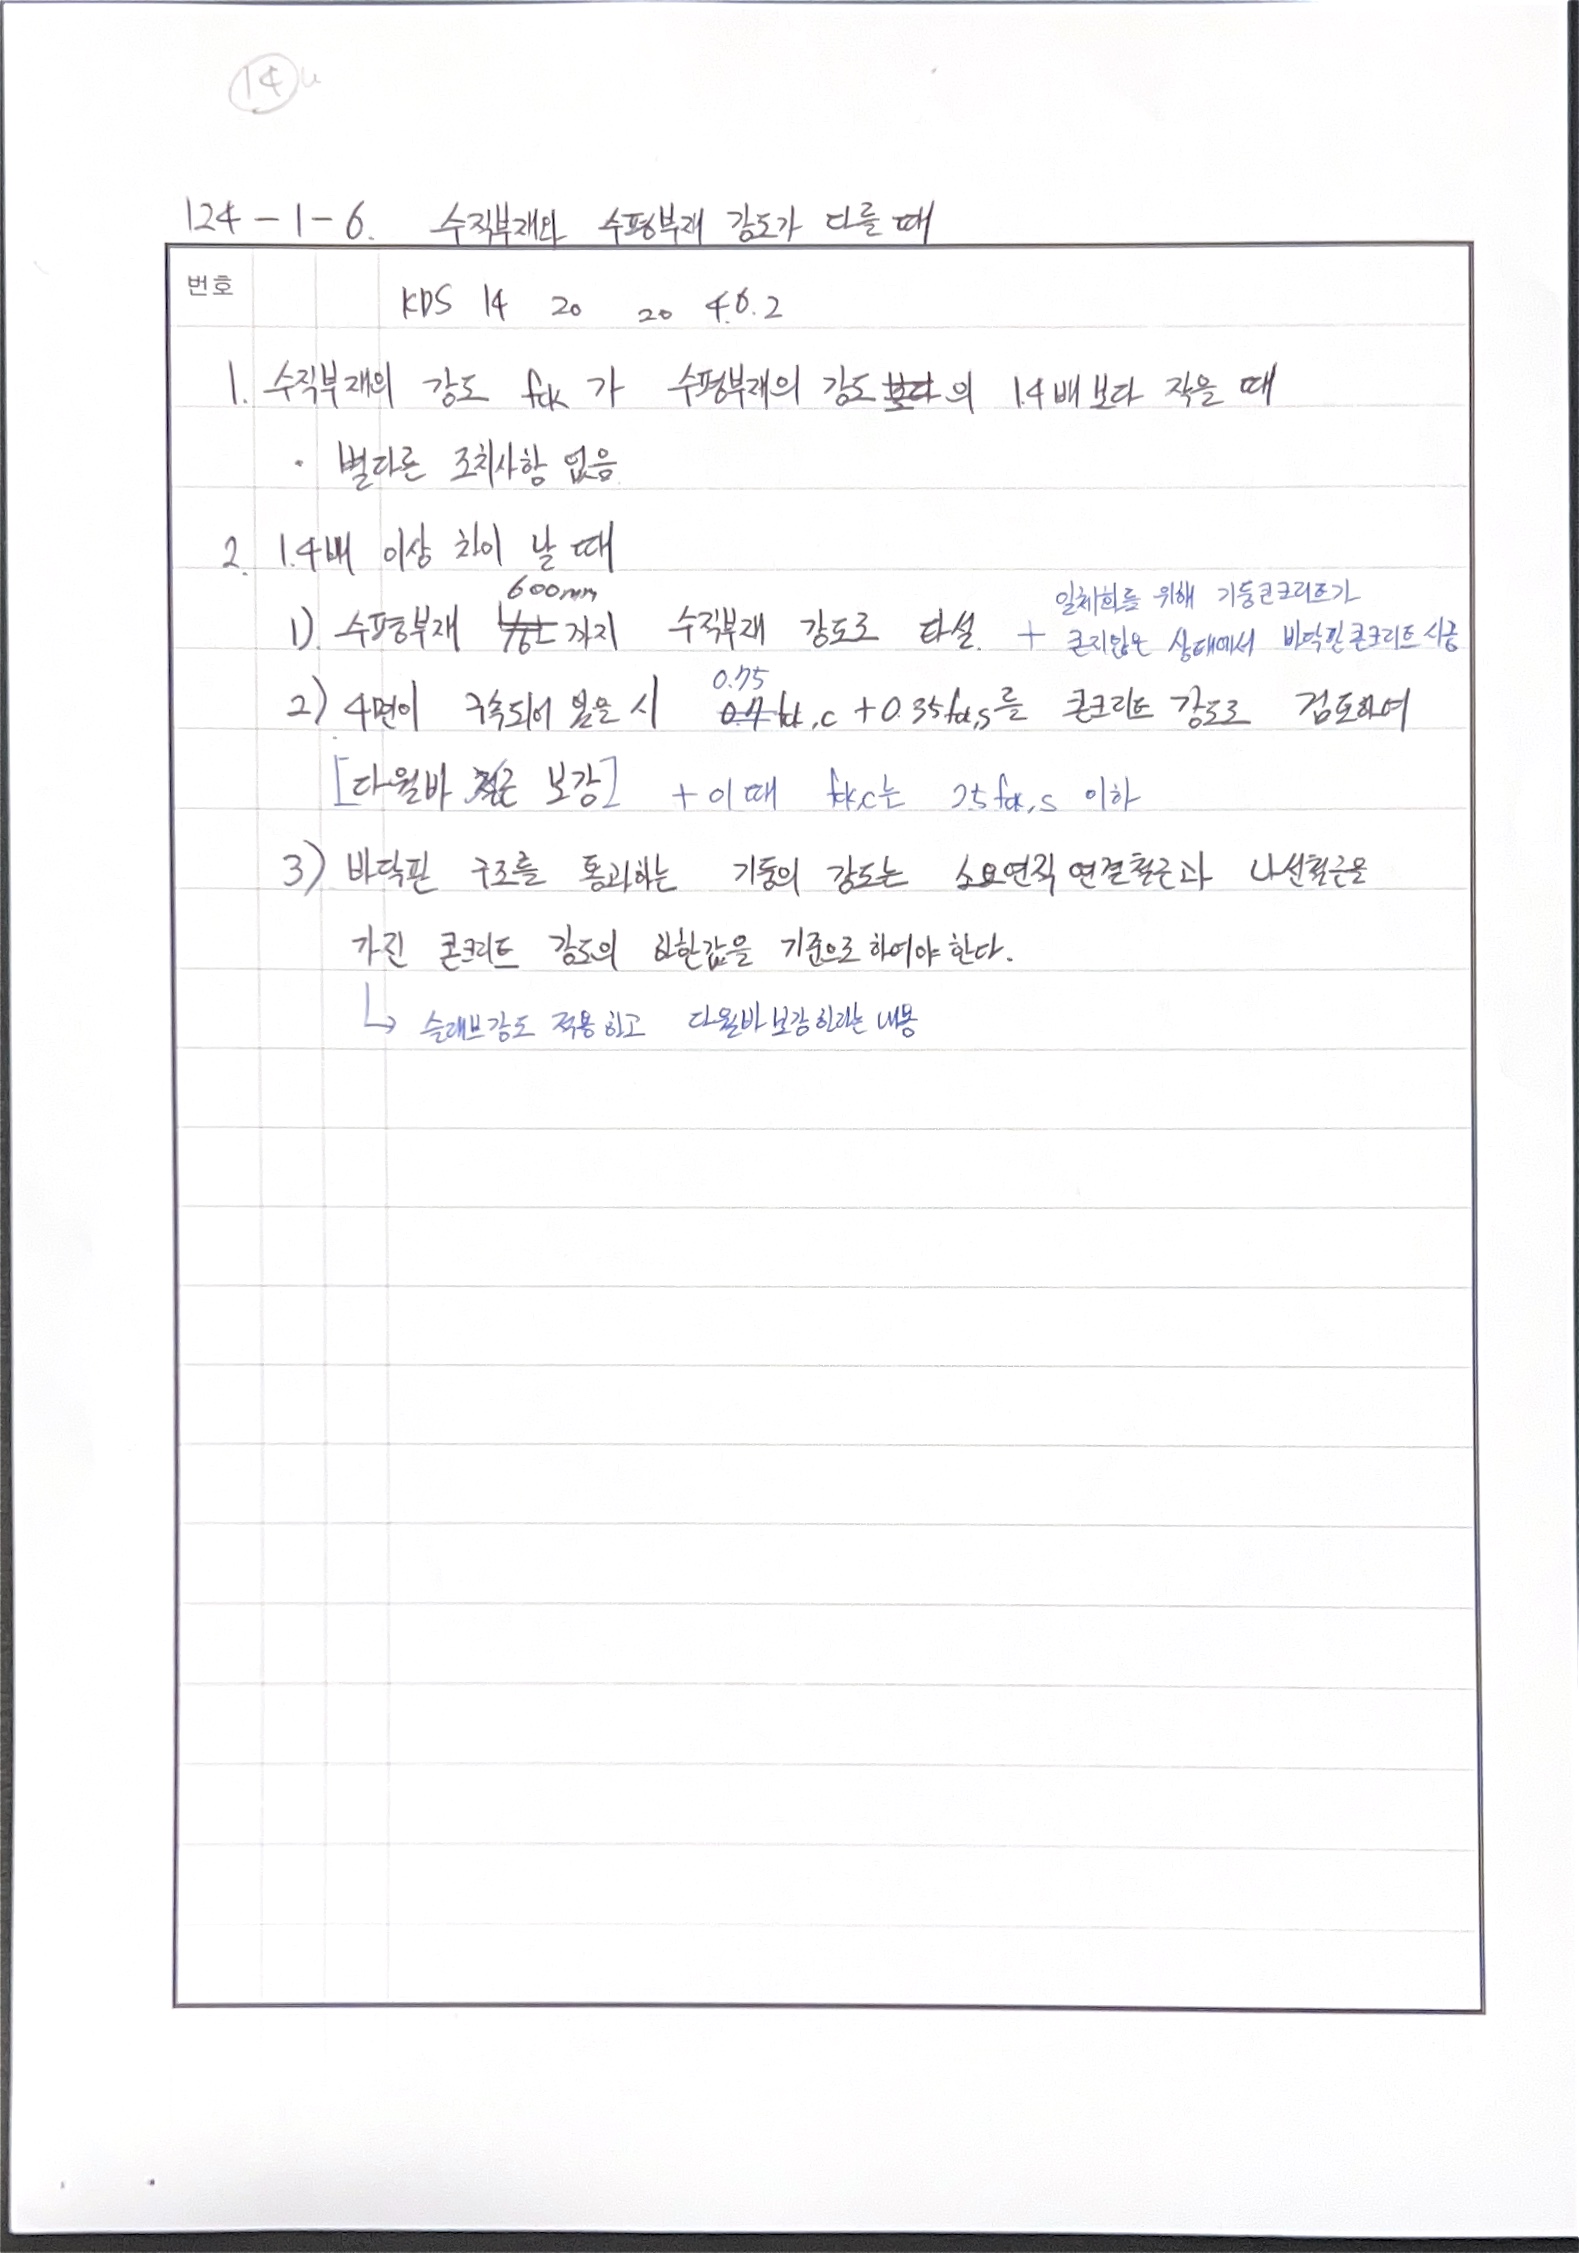 14
124-1-6. 수직부재와 수평부재 강도가 다를 때
번호
KDS 14 20 20 4.6.2
1. 수직부재의 강도 fck 가 수평부재의 강도 보다 의 1.4배 보다 작을 때
· 별다른 조치사항 없음
2. 1.4배 이상 차이 날 때
600mm
일체화를 위해 기둥콘크리트가
1) 수평부재 까지 수직부재 강도로 타설. + 굳지않은 상태에서 바닥판콘크리트 시공
0.75
2) 4면이 구속되어 있을 시 0.7 fck,c + 0.35fck,s를 콘크리트 강도로 검토하여
[다월바 보강] + 이 때 fck,c는 2.5fck,s 이하
3) 바닥판 구조를 통과하는 기둥의 강도는 소요연직 연결철근과 나선철근을
가진 콘크리트 강도의 하한값을 기준으로 하여야 한다.
↳ 슬래브강도 적용하고 다월바 보강하라는 내용